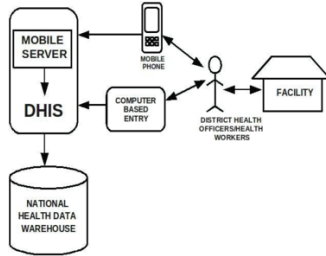 MOBILE
SERVER
DHIS
MOBILE
PHONE
COMPUTER
BASED
ENTRY
DISTRICT HEALTH
OFFICERS/HEALTH
WORKERS
FACILITY
NATIONAL
HEALTH DATA
WAREHOUSE